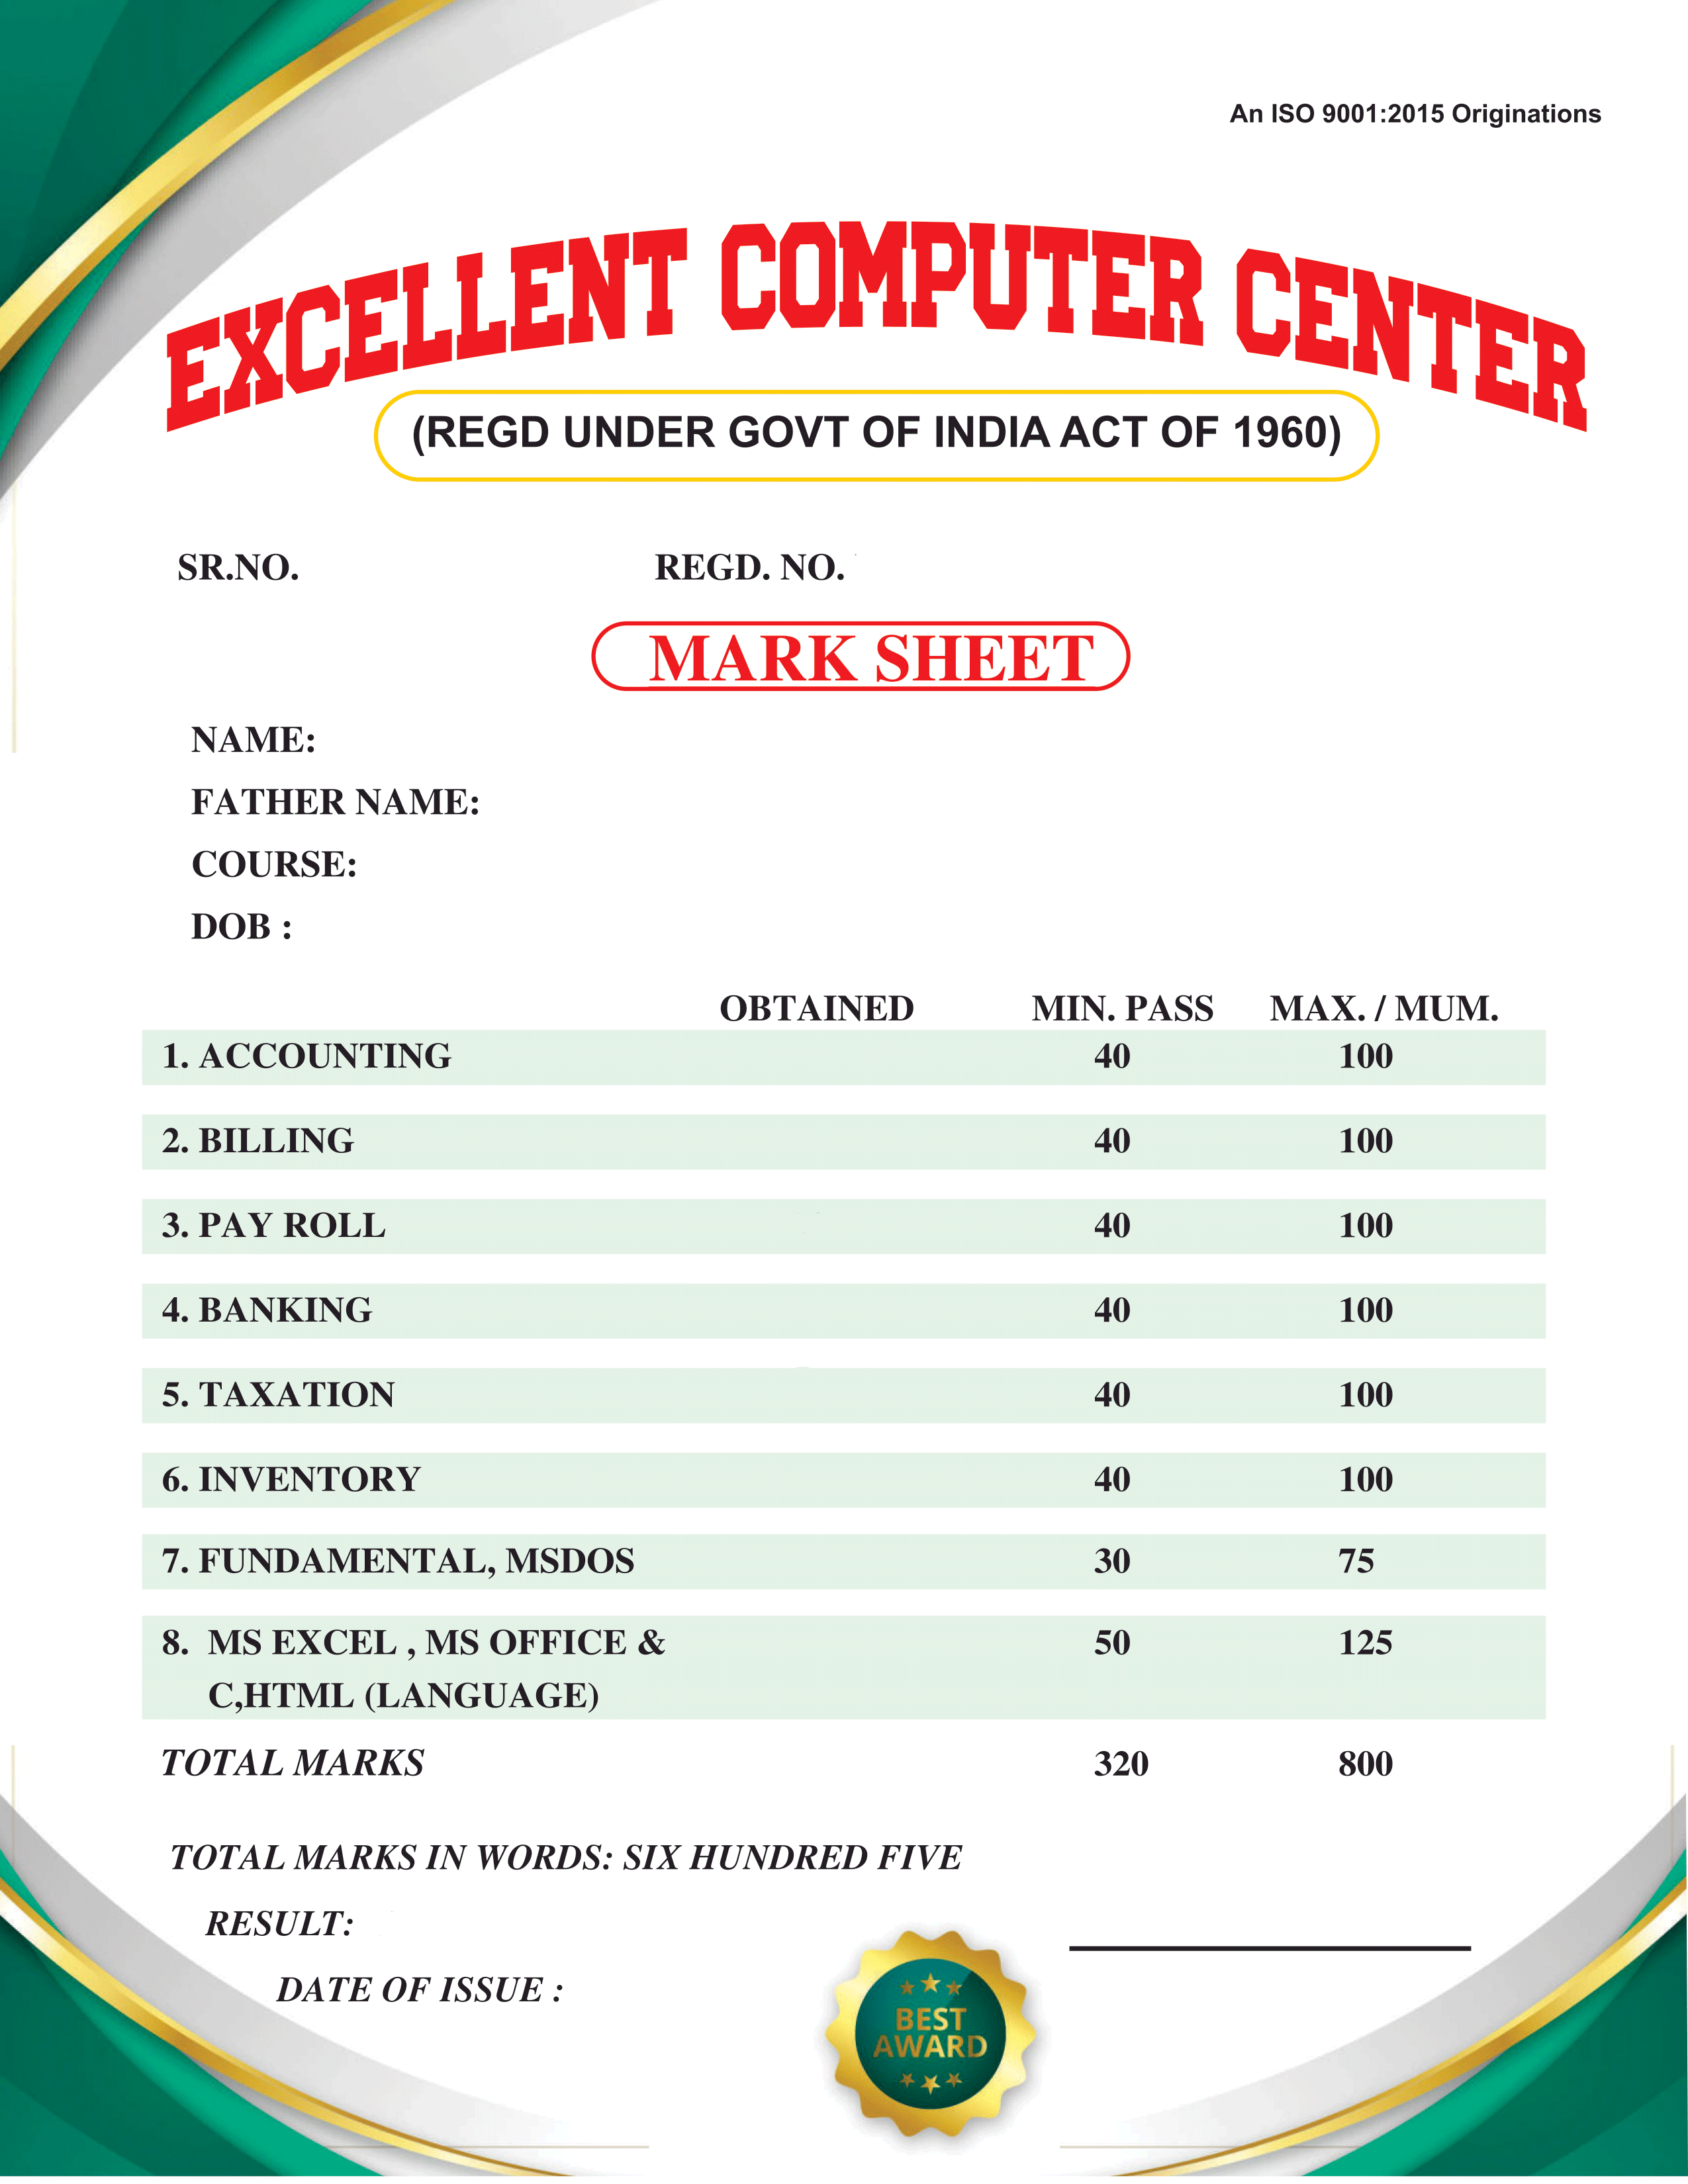 An ISO 9001:2015 Originations
EXCELLENT COMPUTER CENTER
(REGD UNDER GOVT OF INDIA ACT OF 1960)
SR.NO. REGD. NO.
MARK SHEET
NAME:
FATHER NAME:
COURSE:
DOB :
OBTAINED MIN. PASS MAX. / MUM.
1. ACCOUNTING 40 100
2. BILLING 40 100
3. PAY ROLL 40 100
4. BANKING 40 100
5. TAXATION 40 100
6. INVENTORY 40 100
7. FUNDAMENTAL, MSDOS 30 75
8. MS EXCEL , MS OFFICE & 50 125
C,HTML (LANGUAGE)
TOTAL MARKS 320 800
TOTAL MARKS IN WORDS: SIX HUNDRED FIVE
RESULT:
DATE OF ISSUE :
BEST
AWARD